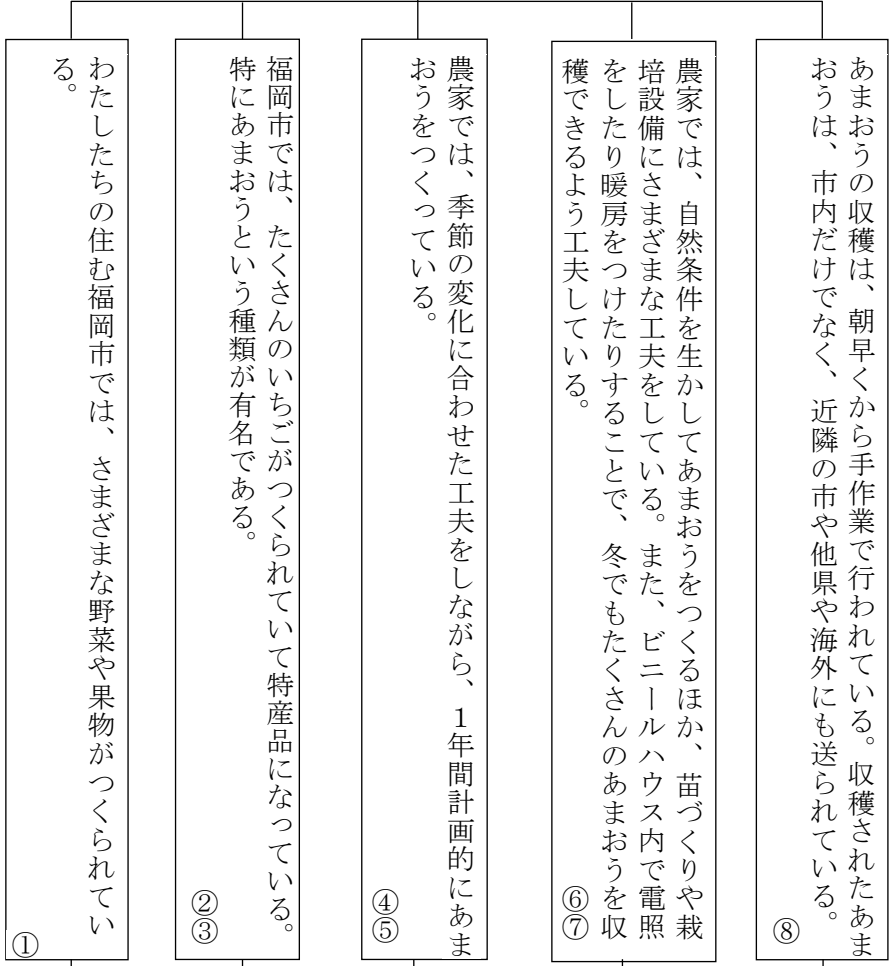 あまおうの収穫は、朝早くから手作業で行われている。収穫されたあま
おうは、市内だけでなく、近隣の市や他県や海外にも送られている。
⑧
農家では、自然条件を生かしてあまおうをつくるほか、苗づくりや栽
培設備にさまざまな工夫をしている。また、ビニールハウス内で電照
をしたり暖房をつけたりすることで、冬でもたくさんのあまおうを収
穫できるよう工夫している。
⑥⑦
農家では、季節の変化に合わせた工夫をしながら、1年間計画的にあま
おうをつくっている。
④⑤
福岡市では、たくさんのいちごがつくられていて特産品になっている。
特にあまおうという種類が有名である。
②③
わたしたちの住む福岡市では、さまざまな野菜や果物がつくられてい
る。
①